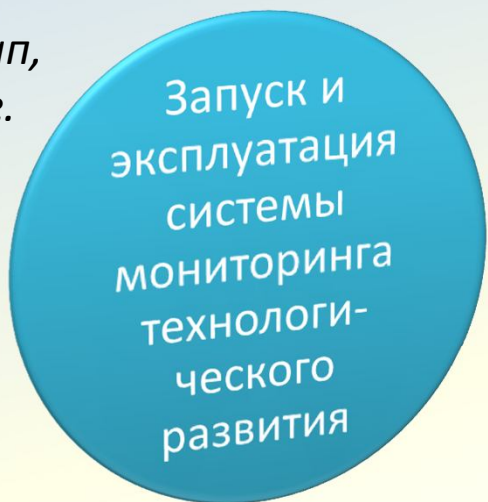 Запуск и
эксплуатация
системы
мониторинга
технологи-
ческого
развития